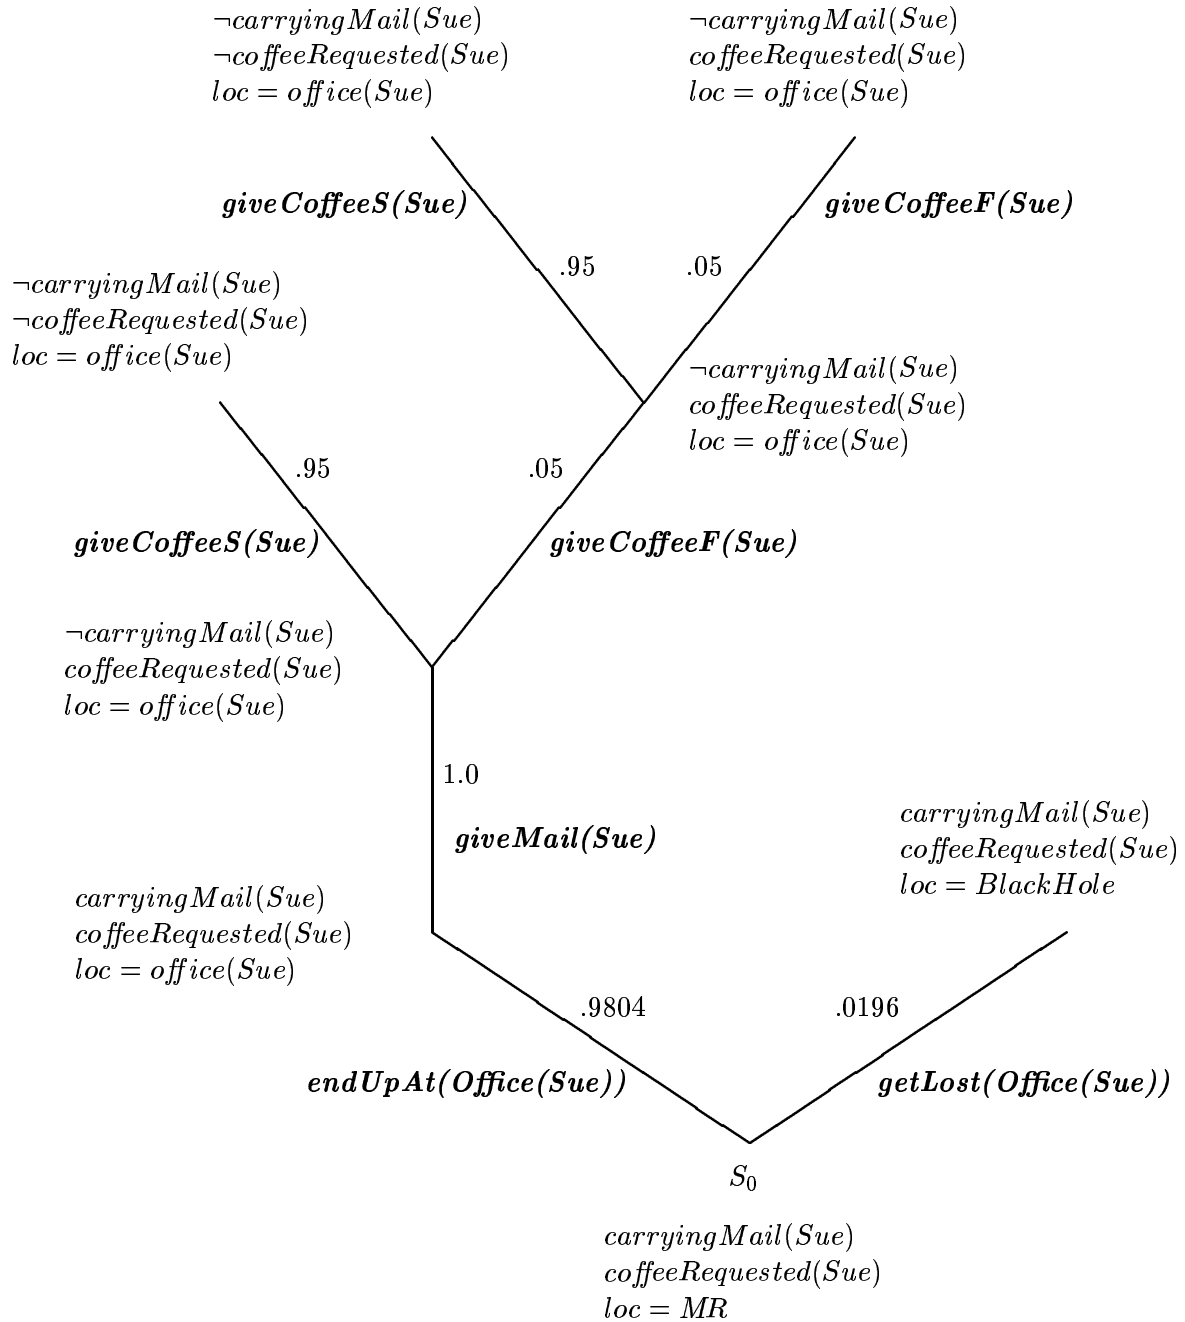 ¬carryingMail(Sue)
¬coffeeRequested(Sue)
loc = office(Sue)
¬carryingMail(Sue)
coffeeRequested(Sue)
loc = office(Sue)
giveCoffeeS(Sue)
giveCoffeeF(Sue)
.95
.05
¬carryingMail(Sue)
¬coffeeRequested(Sue)
loc = office(Sue)
¬carryingMail(Sue)
coffeeRequested(Sue)
loc = office(Sue)
.95
.05
giveCoffeeS(Sue)
giveCoffeeF(Sue)
¬carryingMail(Sue)
coffeeRequested(Sue)
loc = office(Sue)
1.0
giveMail(Sue)
carryingMail(Sue)
coffeeRequested(Sue)
loc = BlackHole
carryingMail(Sue)
coffeeRequested(Sue)
loc = office(Sue)
.9804
.0196
endUpAt(Office(Sue))
getLost(Office(Sue))
S₀
carryingMail(Sue)
coffeeRequested(Sue)
loc = MR